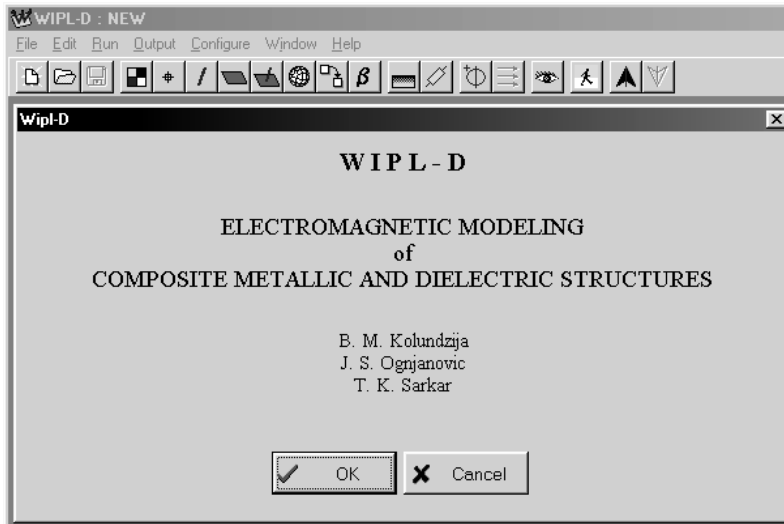 WIPL-D : NEW
File Edit Run Output Configure Window Help
β
Wipl-D
WIPL-D
ELECTROMAGNETIC MODELING
of
COMPOSITE METALLIC AND DIELECTRIC STRUCTURES
B. M. Kolundzija
J. S. Ognjanovic
T. K. Sarkar
OK Cancel